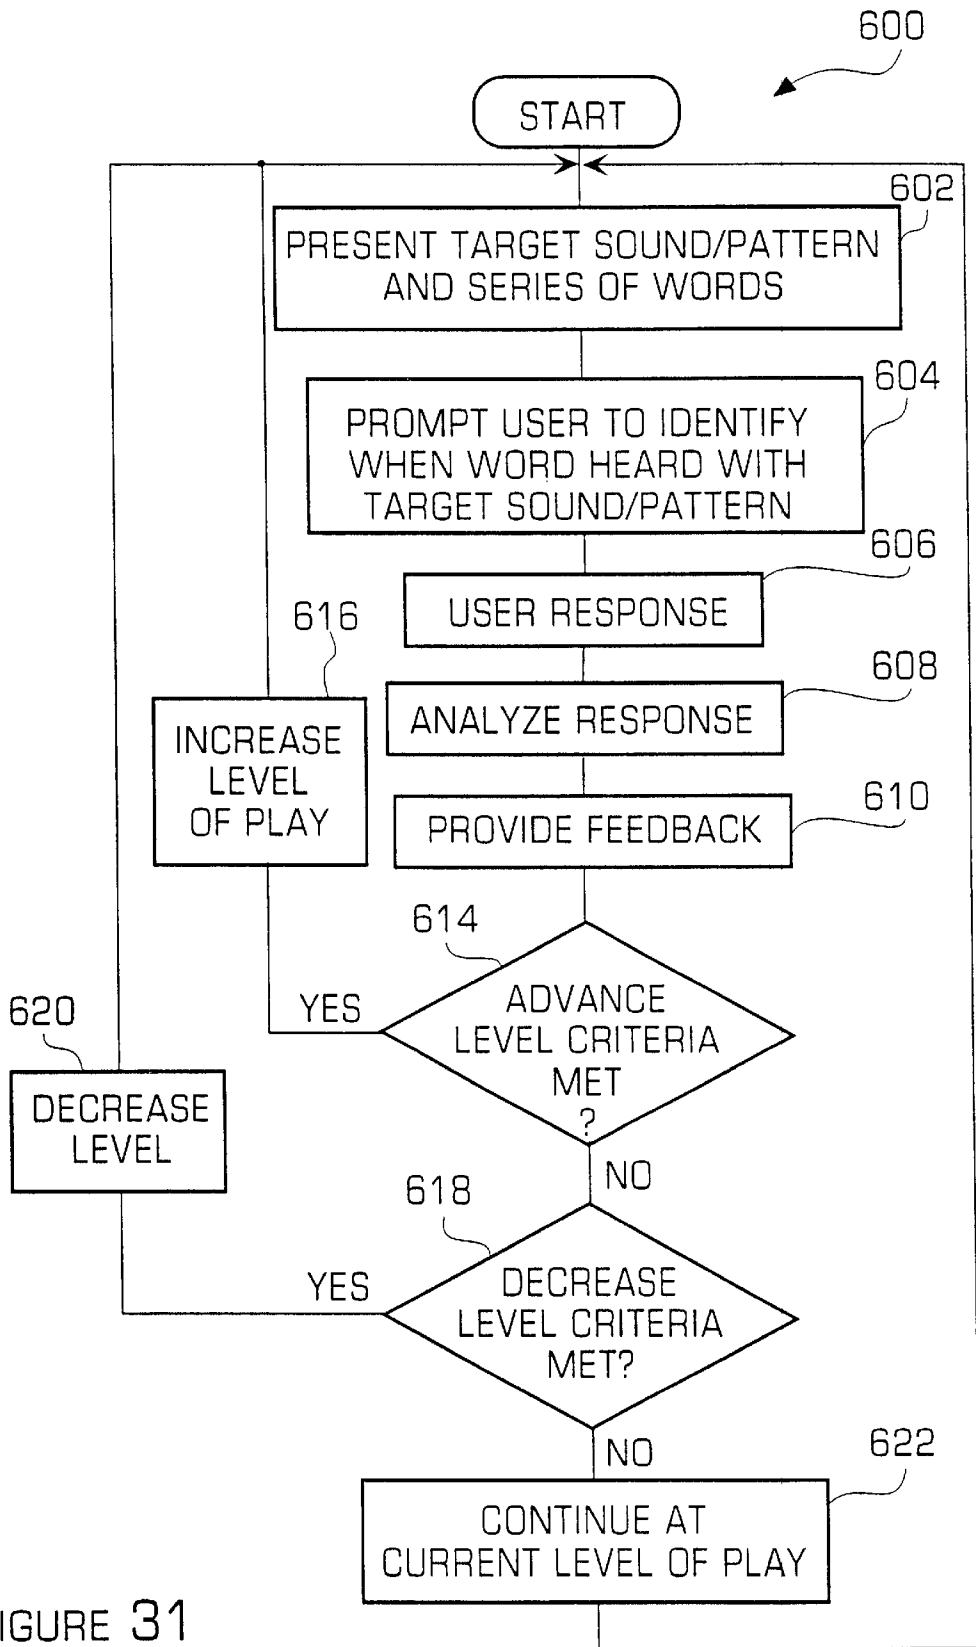 600
START
602
PRESENT TARGET SOUND/PATTERN
AND SERIES OF WORDS
604
PROMPT USER TO IDENTIFY
WHEN WORD HEARD WITH
TARGET SOUND/PATTERN
606
USER RESPONSE
616
608
ANALYZE RESPONSE
INCREASE
LEVEL
OF PLAY
610
PROVIDE FEEDBACK
614
ADVANCE
LEVEL CRITERIA
MET
?
YES
620
DECREASE
LEVEL
NO
618
YES
DECREASE
LEVEL CRITERIA
MET?
NO
622
CONTINUE AT
CURRENT LEVEL OF PLAY
IGURE 31